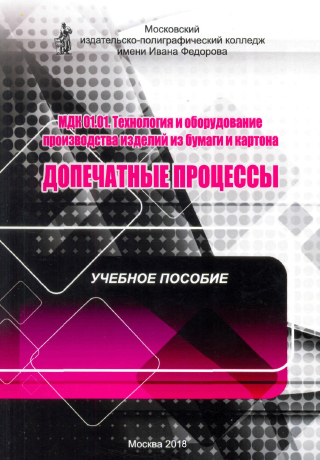 Московский
издательско-полиграфический колледж
имени Ивана Федорова
МДК 01.01. Технология и оборудование
производства изделий из бумаги и картона
ДОПЕЧАТНЫЕ ПРОЦЕССЫ
УЧЕБНОЕ ПОСОБИЕ
Москва 2018